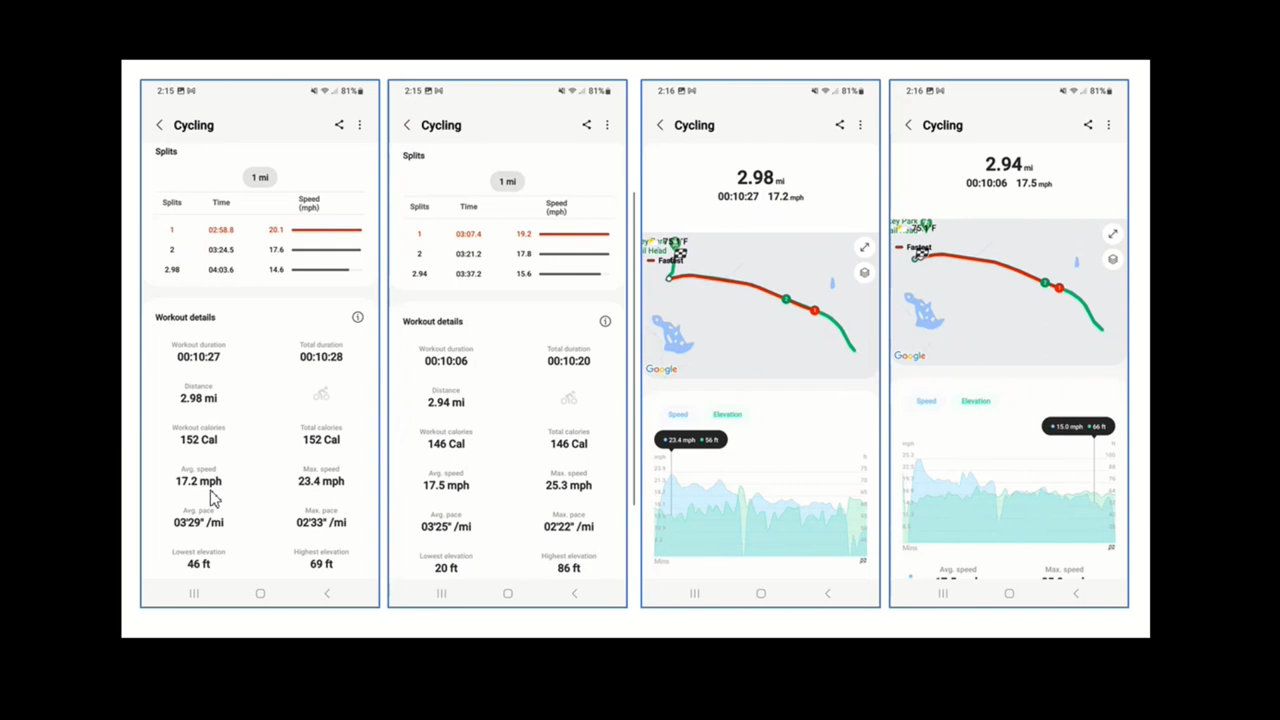 2:15 81%
Cycling
Splits
1 mi
Splits Time Speed (mph)
1 02:58.8 20.1
2 03:24.5 17.6
2.98 04:03.6 14.6
Workout details
Workout duration Total duration
00:10:27 00:10:28
Distance
2.98 mi
Workout calories Total calories
152 Cal 152 Cal
Avg. speed Max. speed
17.2 mph 23.4 mph
Avg. pace Max. pace
03'29" /mi 02'33" /mi
Lowest elevation Highest elevation
46 ft 69 ft
2:15 81%
Cycling
Splits
1 mi
Splits Time Speed (mph)
1 03:07.4 19.2
2 03:21.2 17.8
2.94 03:37.2 15.6
Workout details
Workout duration Total duration
00:10:06 00:10:20
Distance
2.94 mi
Workout calories Total calories
146 Cal 146 Cal
Avg. speed Max. speed
17.5 mph 25.3 mph
Avg. pace Max. pace
03'25" /mi 02'22" /mi
Lowest elevation Highest elevation
20 ft 86 ft
2:16 81%
Cycling
2.98 mi
00:10:27 17.2 mph
Head
Fastest
2
1
Google
Speed Elevation
23.4 mph 56 ft
mph ft
Mins
2:16 81%
Cycling
2.94 mi
00:10:06 17.5 mph
Fastest
2
1
Google
Speed Elevation
15.0 mph 66 ft
mph ft
Mins
Avg. speed Max. speed